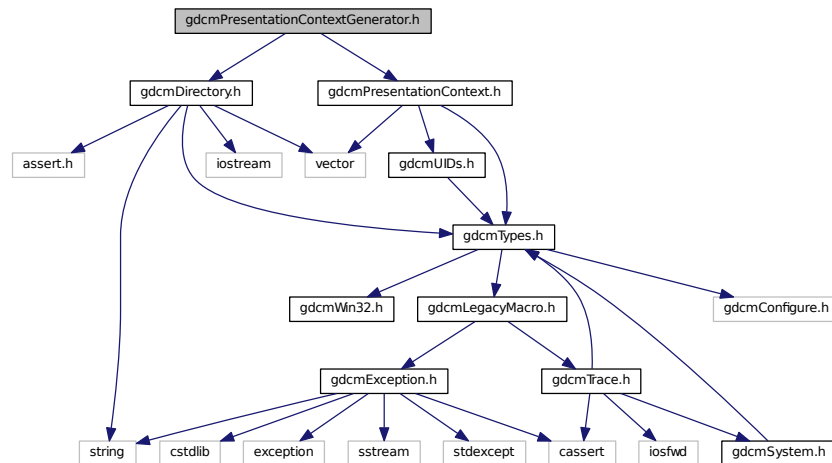 gdcmPresentationContextGenerator.h
gdcmDirectory.h
gdcmPresentationContext.h
assert.h
iostream
vector
gdcmUIDs.h
gdcmTypes.h
gdcmWin32.h
gdcmLegacyMacro.h
gdcmConfigure.h
gdcmException.h
gdcmTrace.h
string
cstdlib
exception
sstream
stdexcept
cassert
iosfwd
gdcmSystem.h